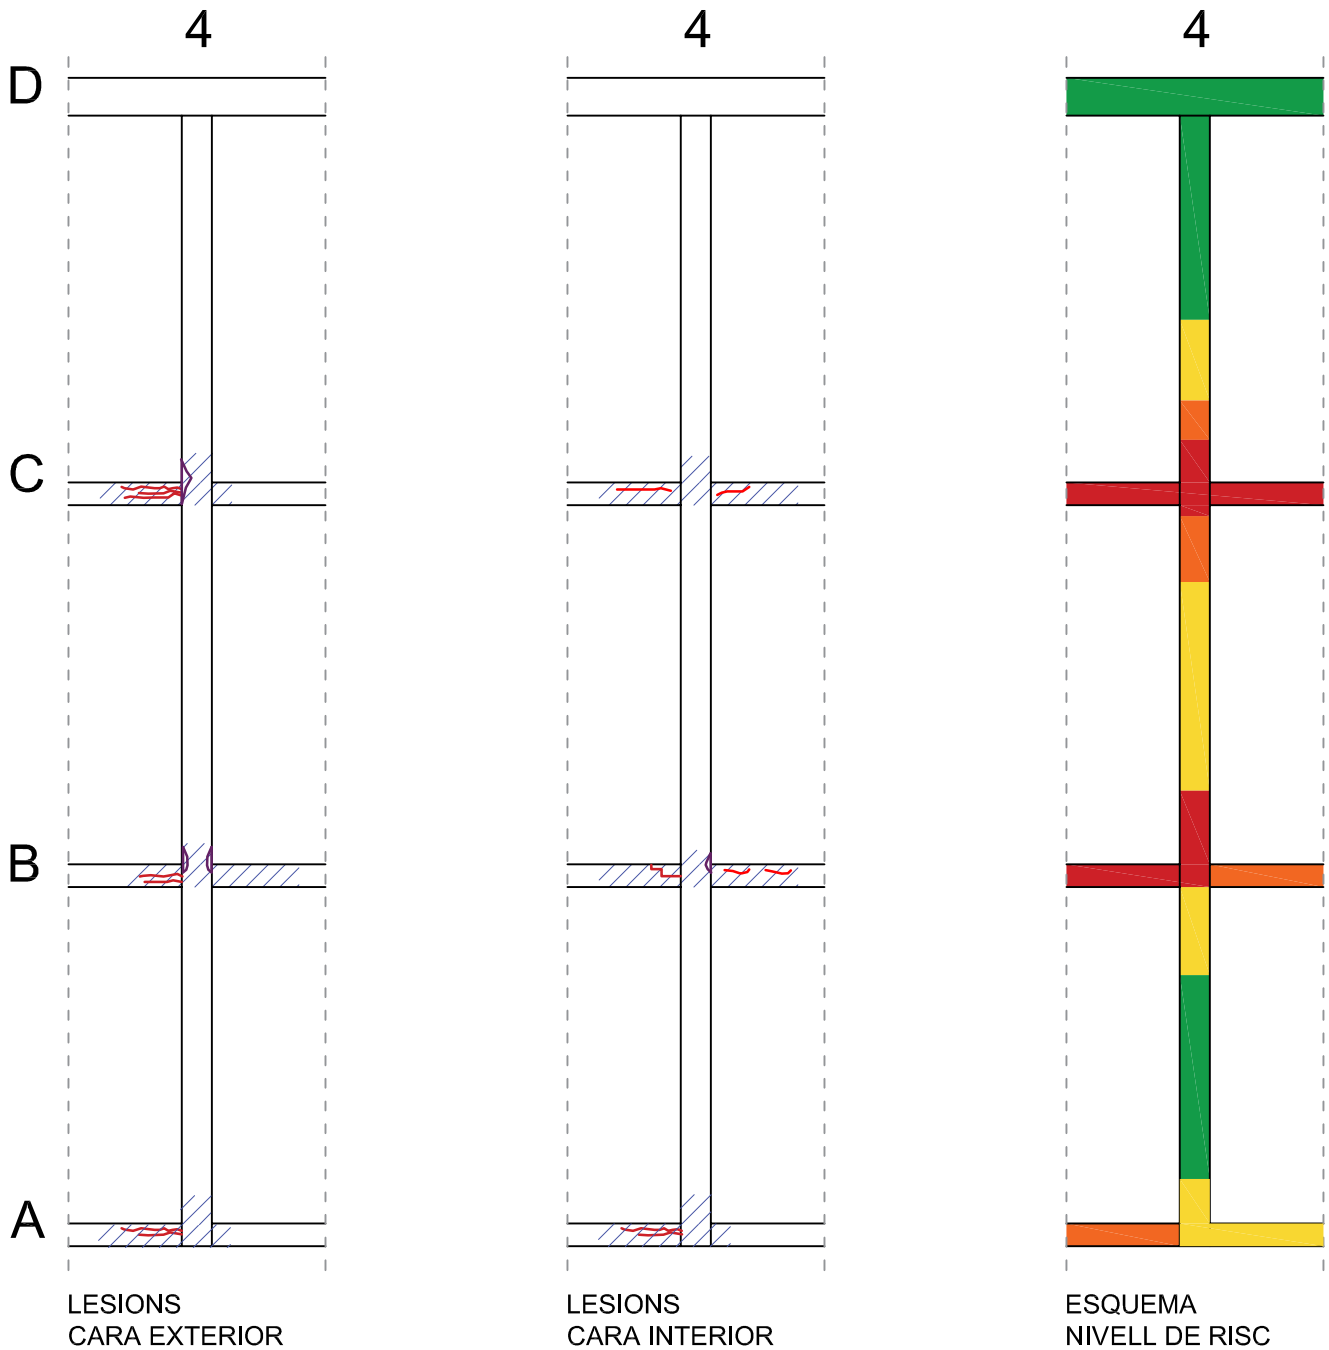 4 4 4
D
C
B
A
LESIONS
CARA EXTERIOR
LESIONS
CARA INTERIOR
ESQUEMA
NIVELL DE RISC